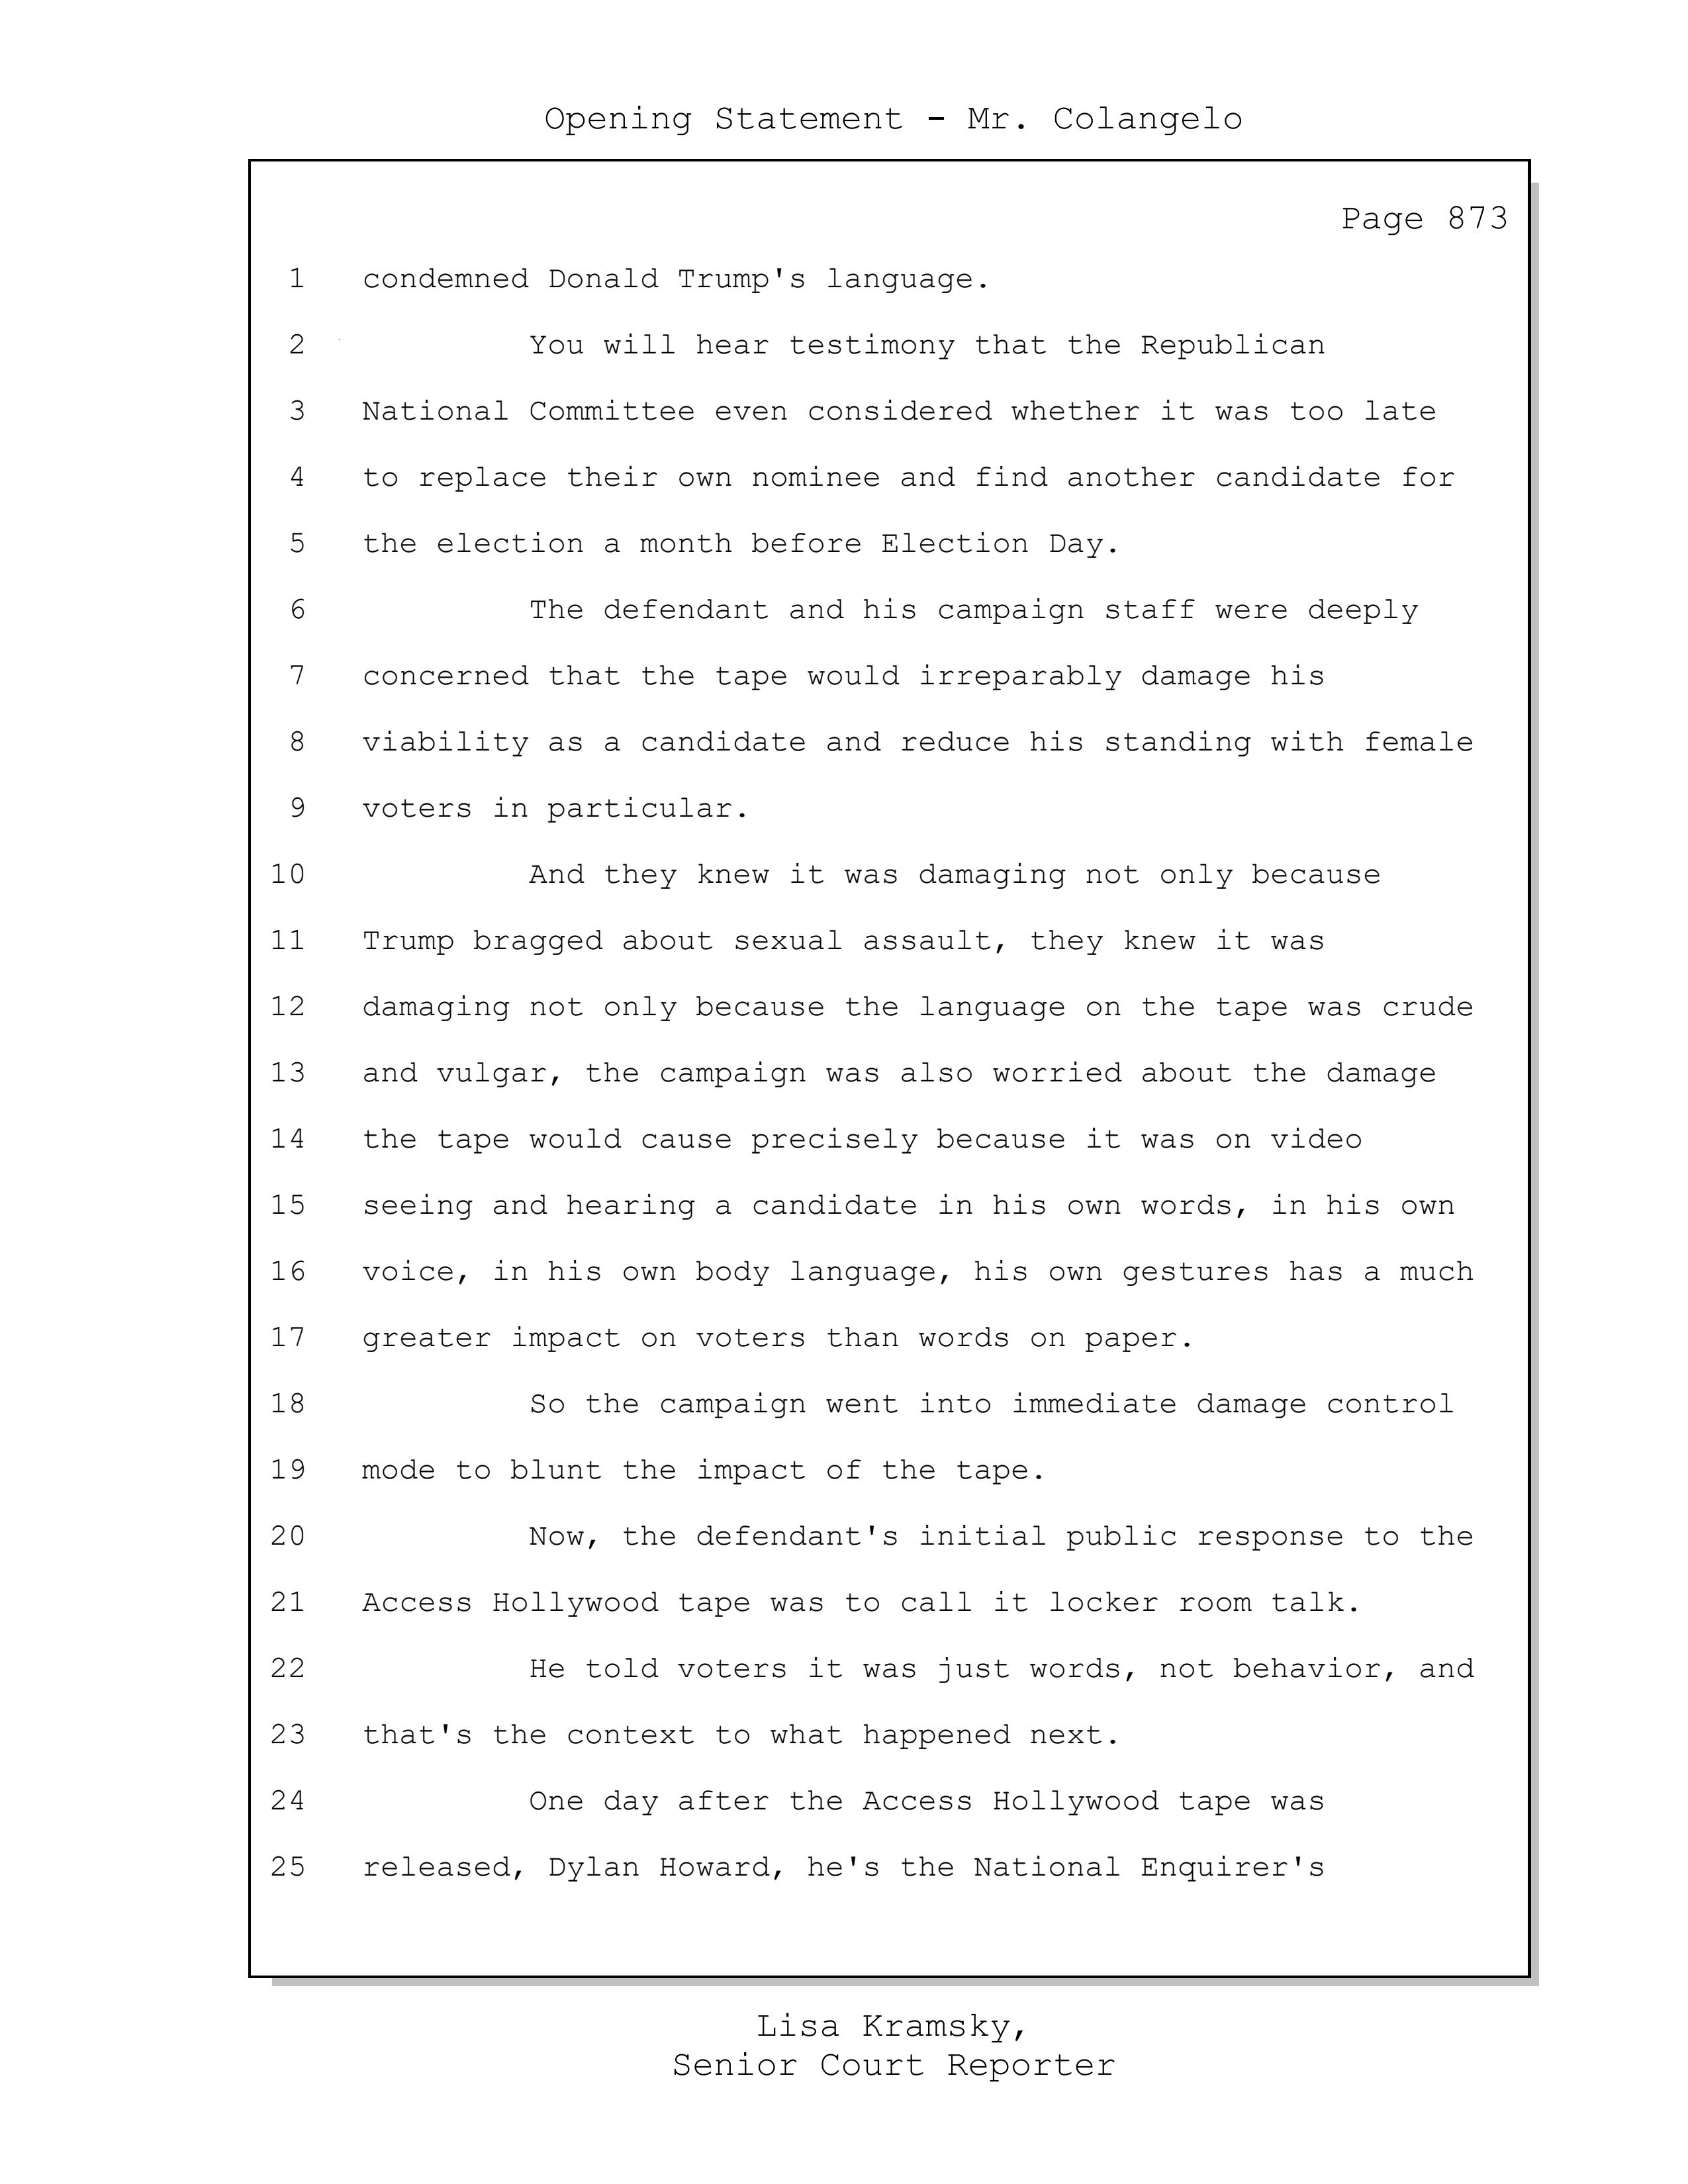 Opening Statement - Mr. Colangelo
Page 873
1 condemned Donald Trump's language.
2 You will hear testimony that the Republican
3 National Committee even considered whether it was too late
4 to replace their own nominee and find another candidate for
5 the election a month before Election Day.
6 The defendant and his campaign staff were deeply
7 concerned that the tape would irreparably damage his
8 viability as a candidate and reduce his standing with female
9 voters in particular.
10 And they knew it was damaging not only because
11 Trump bragged about sexual assault, they knew it was
12 damaging not only because the language on the tape was crude
13 and vulgar, the campaign was also worried about the damage
14 the tape would cause precisely because it was on video
15 seeing and hearing a candidate in his own words, in his own
16 voice, in his own body language, his own gestures has a much
17 greater impact on voters than words on paper.
18 So the campaign went into immediate damage control
19 mode to blunt the impact of the tape.
20 Now, the defendant's initial public response to the
21 Access Hollywood tape was to call it locker room talk.
22 He told voters it was just words, not behavior, and
23 that's the context to what happened next.
24 One day after the Access Hollywood tape was
25 released, Dylan Howard, he's the National Enquirer's
Lisa Kramsky,
Senior Court Reporter